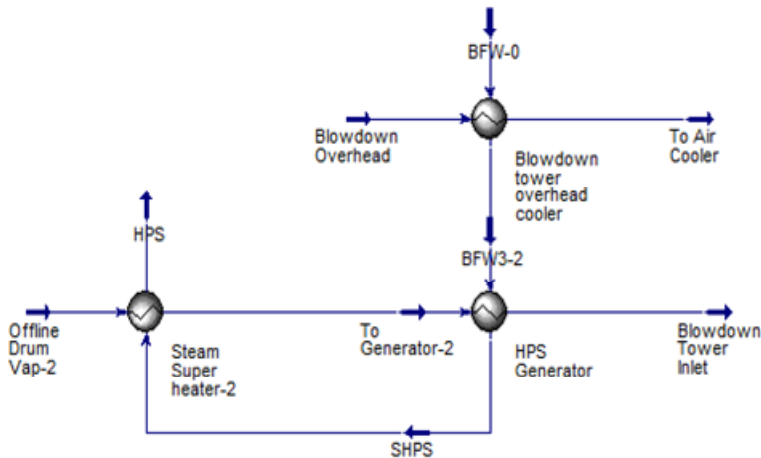 BFW-0
Blowdown
Overhead
To Air
Cooler
Blowdown
tower
overhead
cooler
HPS
BFW3-2
Offline
Drum
Vap-2
Steam
Super
heater-2
To
Generator-2
HPS
Generator
Blowdown
Tower
Inlet
SHPS